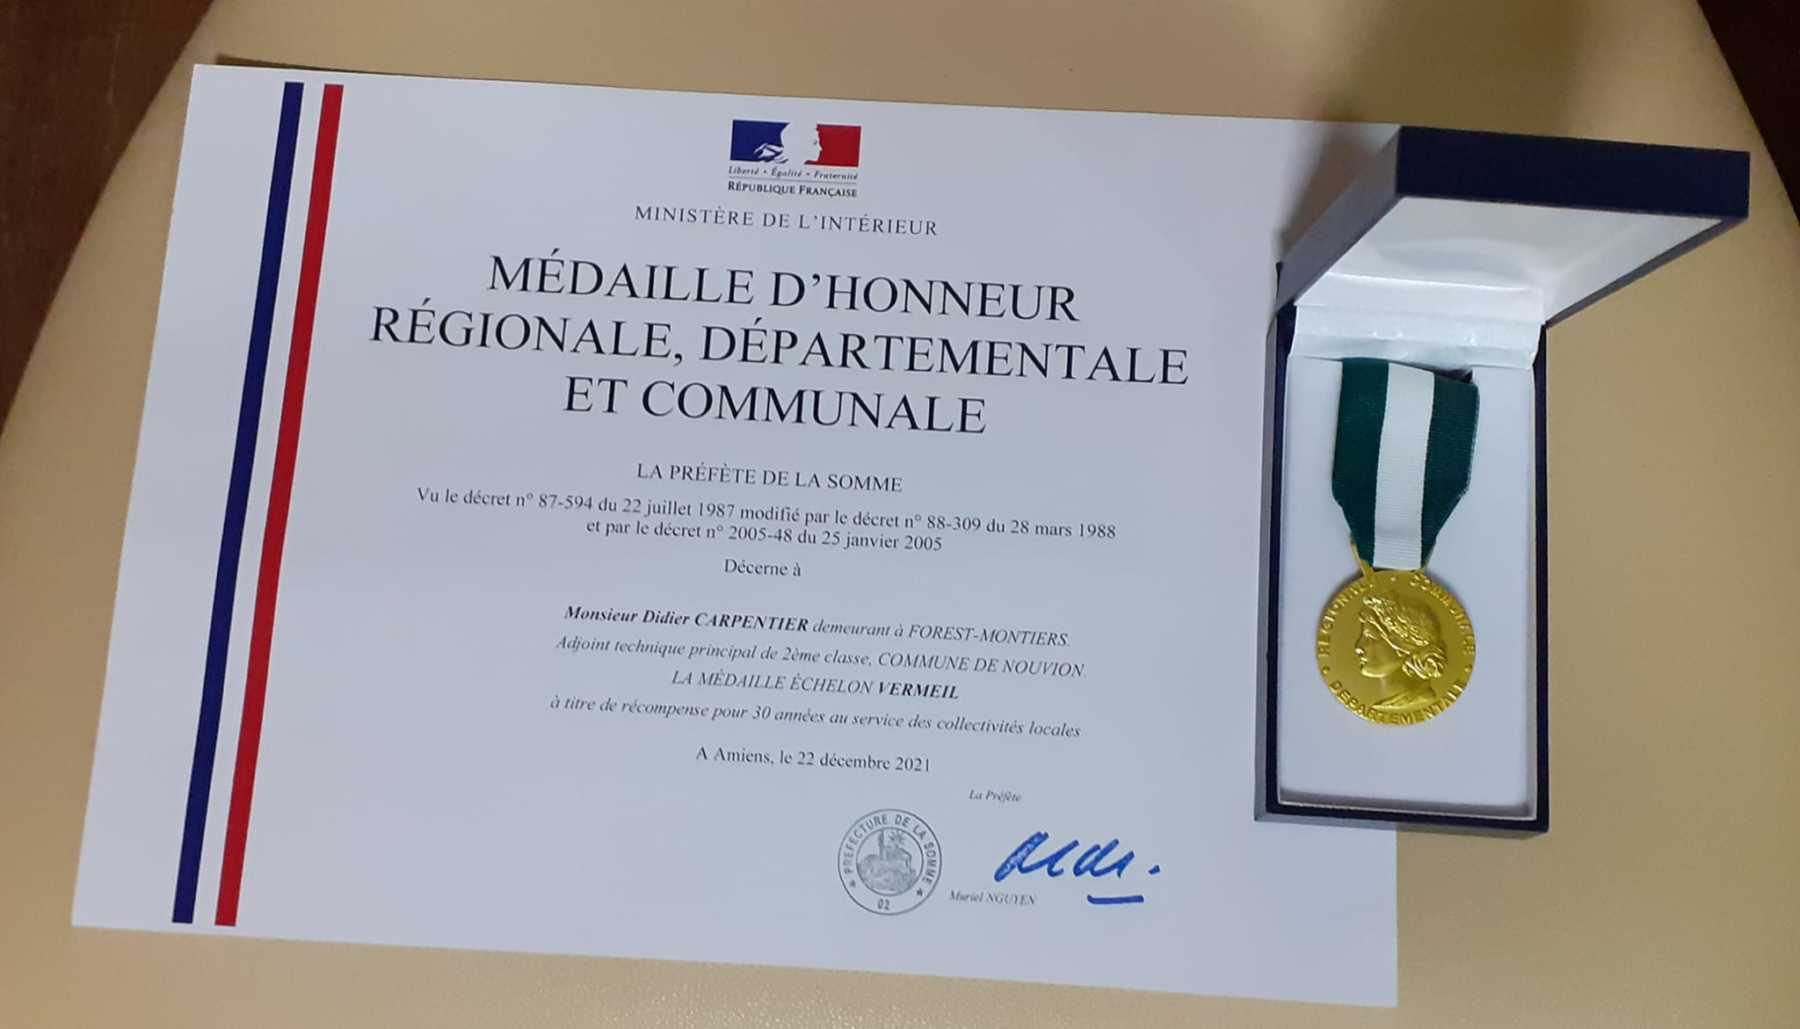 Liberté • Égalité • Fraternité
RÉPUBLIQUE FRANÇAISE
MINISTÈRE DE L'INTÉRIEUR
MÉDAILLE D'HONNEUR
RÉGIONALE, DÉPARTEMENTALE
ET COMMUNALE
LA PRÉFÈTE DE LA SOMME
Vu le décret n° 87-594 du 22 juillet 1987 modifié par le décret n° 88-309 du 28 mars 1988
et par le décret n° 2005-48 du 25 janvier 2005
Décerne à
Monsieur Didier CARPENTIER demeurant à FOREST-MONTIERS.
Adjoint technique principal de 2ème classe, COMMUNE DE NOUVION.
LA MÉDAILLE ÉCHELON VERMEIL
à titre de récompense pour 30 années au service des collectivités locales
A Amiens, le 22 décembre 2021
La Préfète
PREFECTURE DE LA SOMME
02
Muriel NGUYEN
REGIONALE • COMMUNALE • DEPARTEMENTALE •